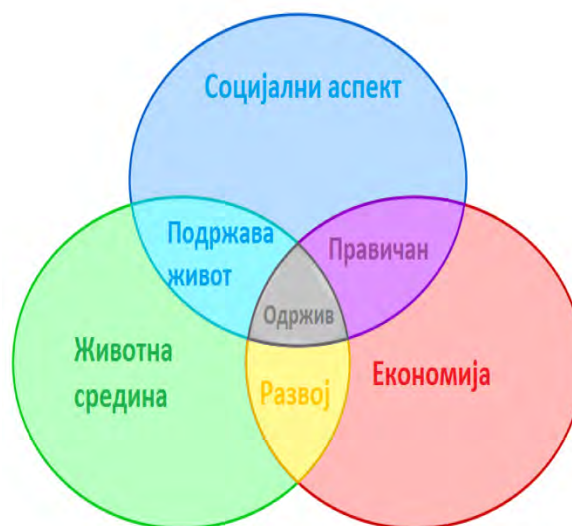 Социјални аспект
Подржава
живот
Правичан
Одржив
Животна
средина
Развој
Економија